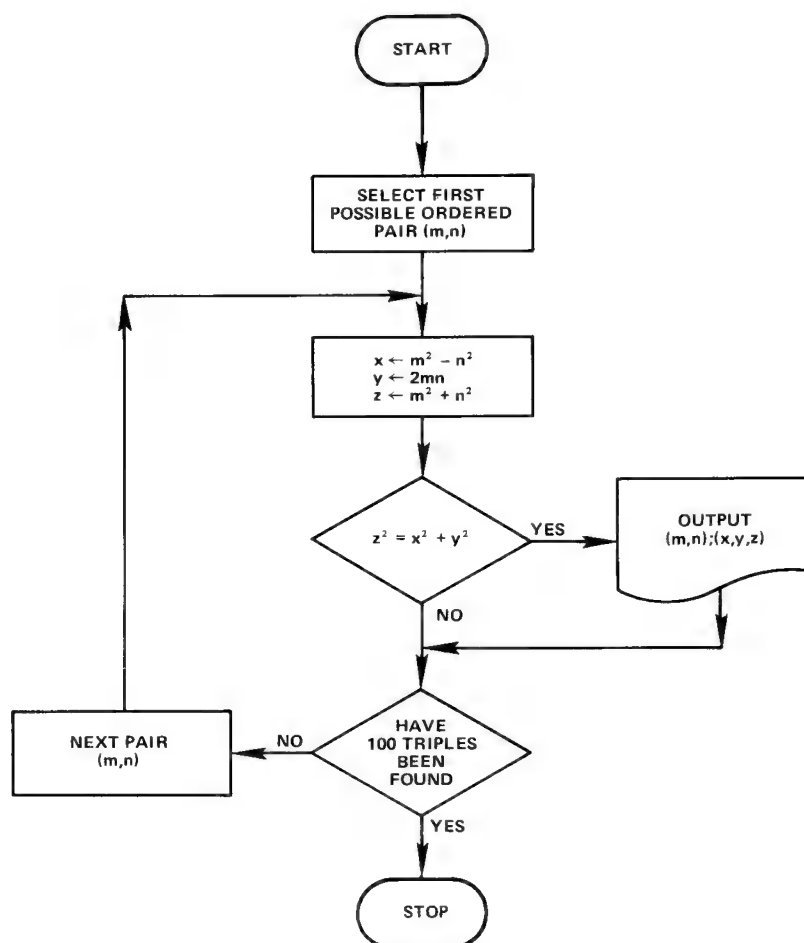 START
SELECT FIRST
POSSIBLE ORDERED
PAIR (m,n)
x ← m² − n²
y ← 2mn
z ← m² + n²
z² = x² + y²
YES
OUTPUT
(m,n);(x,y,z)
NO
HAVE
100 TRIPLES
BEEN
FOUND
NO
NEXT PAIR
(m,n)
YES
STOP